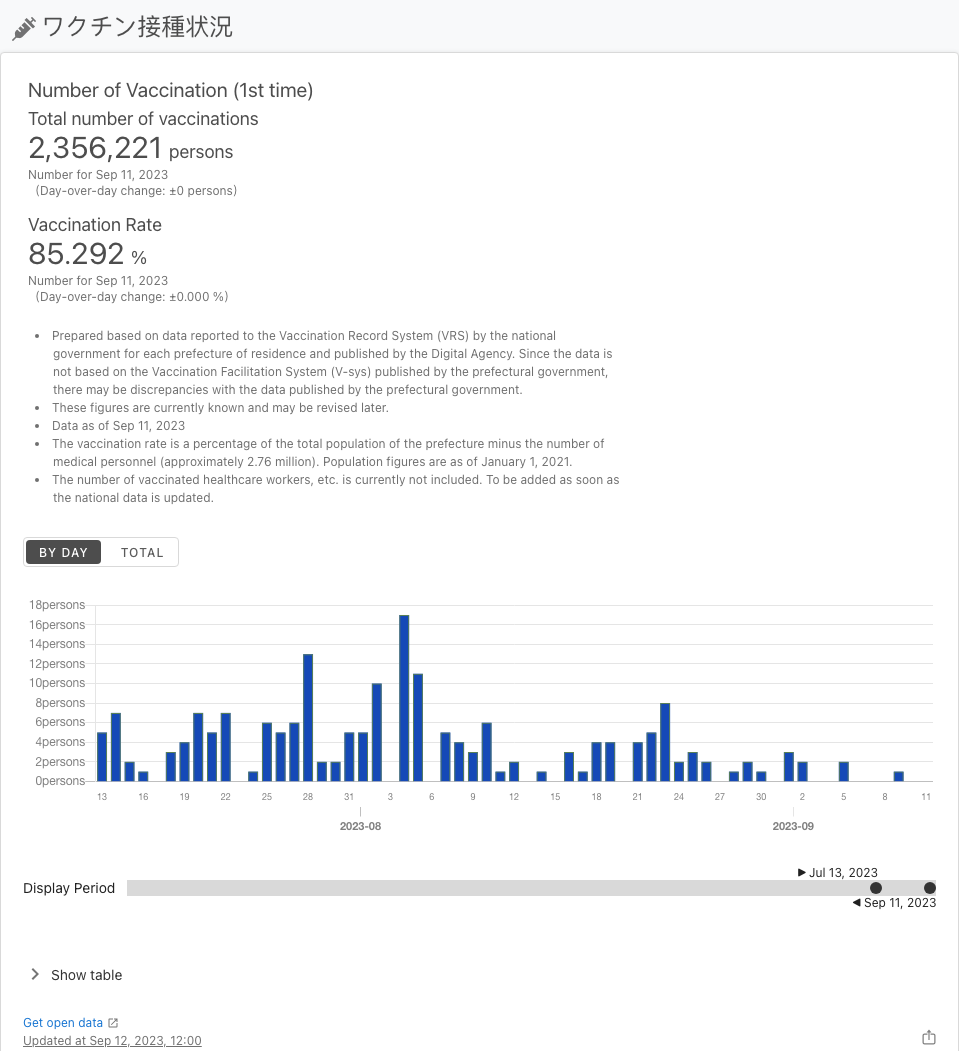 ワクチン接種状況
Number of Vaccination (1st time)
Total number of vaccinations
2,356,221 persons
Number for Sep 11, 2023
(Day-over-day change: ±0 persons)
Vaccination Rate
85.292 %
Number for Sep 11, 2023
(Day-over-day change: ±0.000 %)
• Prepared based on data reported to the Vaccination Record System (VRS) by the national
government for each prefecture of residence and published by the Digital Agency. Since the data is
not based on the Vaccination Facilitation System (V-sys) published by the prefectural government,
there may be discrepancies with the data published by the prefectural government.
• These figures are currently known and may be revised later.
• Data as of Sep 11, 2023
• The vaccination rate is a percentage of the total population of the prefecture minus the number of
medical personnel (approximately 2.76 million). Population figures are as of January 1, 2021.
• The number of vaccinated healthcare workers, etc. is currently not included. To be added as soon as
the national data is updated.
BY DAY TOTAL
18persons
16persons
14persons
12persons
10persons
8persons
6persons
4persons
2persons
0persons
13 16 19 22 25 28 31 3 6 9 12 15 18 21 24 27 30 2 5 8 11
2023-08 2023-09
▶ Jul 13, 2023
Display Period
◀ Sep 11, 2023
Show table
Get open data
Updated at Sep 12, 2023, 12:00